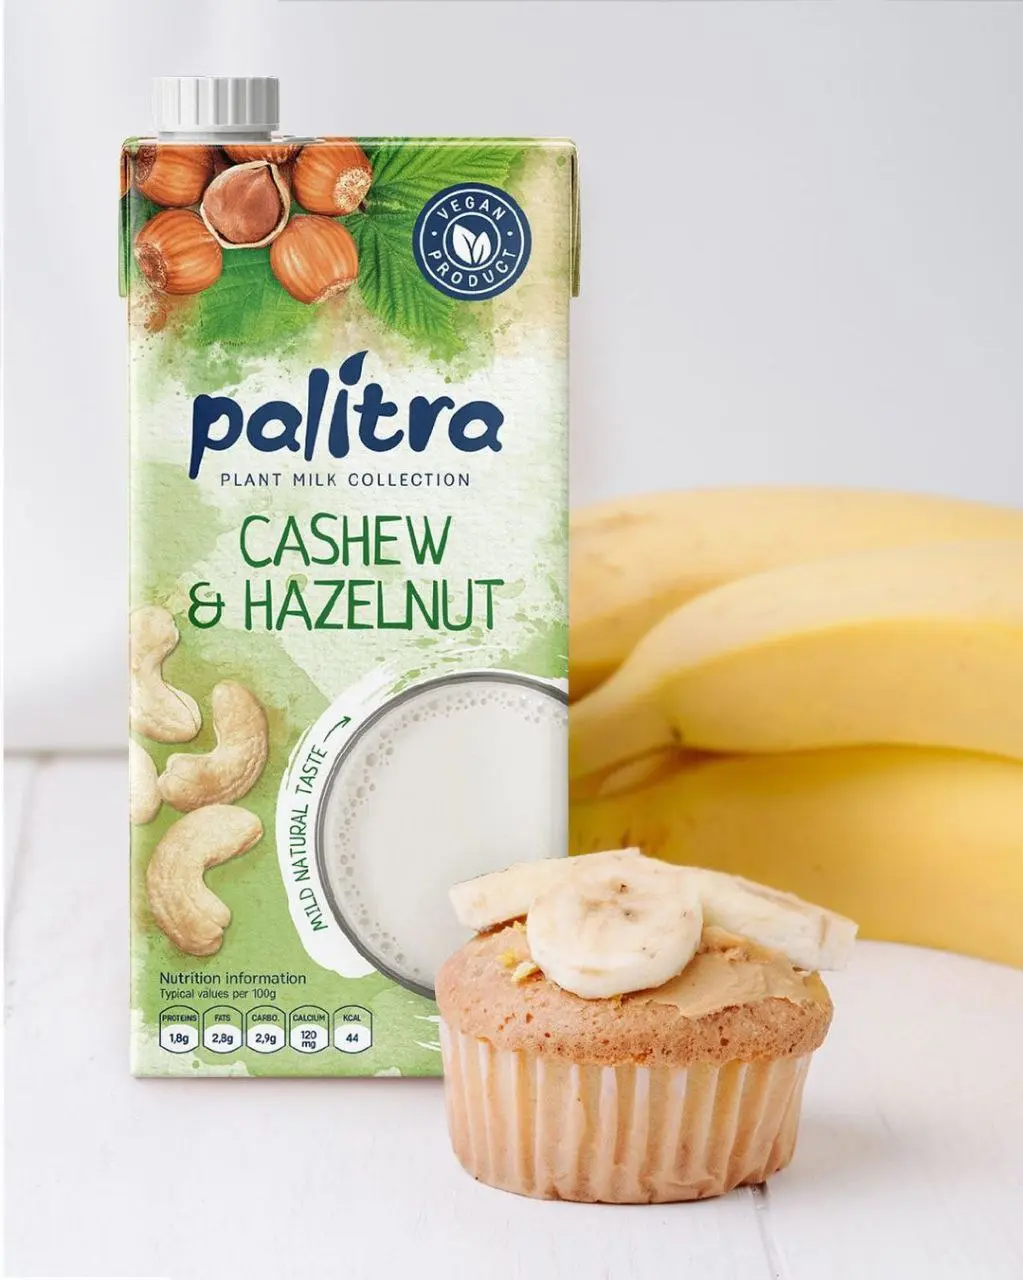 VEGAN
PRODUCT
palitra
PLANT MILK COLLECTION
CASHEW
& HAZELNUT
MILD NATURAL TASTE
Nutrition information
Typical values per 100g
PROTEINS FATS CARBO. CALCIUM KCAL
1,8g 2,8g 2,9g 120 mg 44